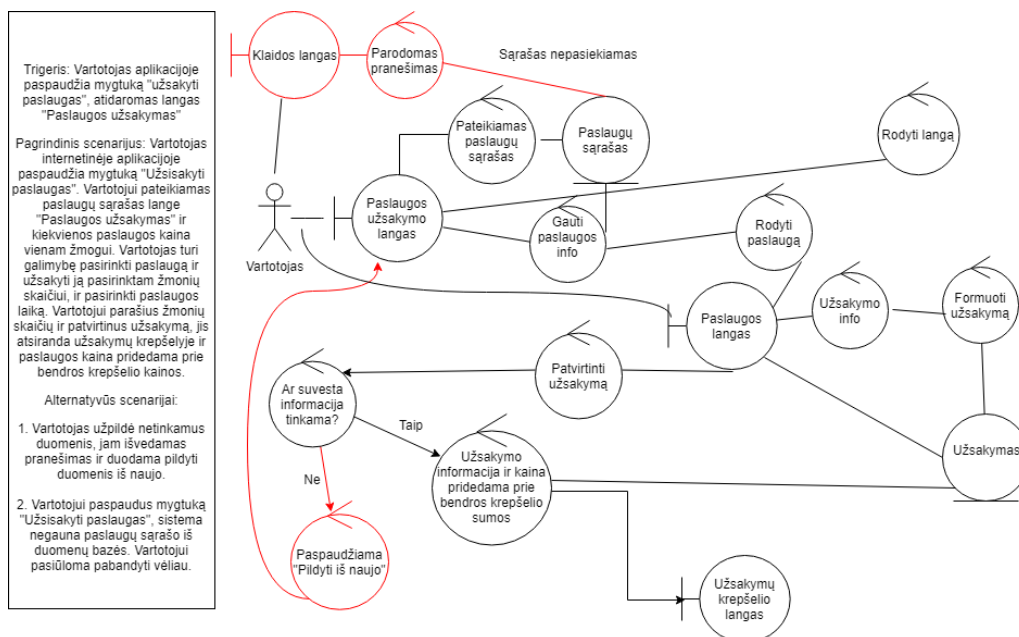 Trigeris: Vartotojas aplikacijoje
paspaudžia mygtuką "užsakyti
paslaugas", atidaromas langas
"Paslaugos užsakymas"
Pagrindinis scenarijus: Vartotojas
internetinėje aplikacijoje
paspaudžia mygtuką "Užsisakyti
paslaugas". Vartotojui pateikiamas
paslaugų sąrašas lange
"Paslaugos užsakymas" ir
kiekvienos paslaugos kaina
vienam žmogui. Vartotojas turi
galimybę pasirinkti paslaugą ir
užsakyti ją pasirinktam žmonių
skaičiui, ir pasirinkti paslaugos
laiką. Vartotojui parašius žmonių
skaičių ir patvirtinus užsakymą, jis
atsiranda užsakymų krepšelyje ir
paslaugos kaina pridedama prie
bendros krepšelio kainos.
Alternatyvūs scenarijai:
1. Vartotojas užpildė netinkamus
duomenis, jam išvedamas
pranešimas ir duodama pildyti
duomenis iš naujo.
2. Vartotojui paspaudus mygtuką
"Užsisakyti paslaugas", sistema
negauna paslaugų sąrašo iš
duomenų bazės. Vartotojui
pasiūloma pabandyti vėliau.
Klaidos langas
Parodomas
pranešimas
Sąrašas nepasiekiamas
Pateikiamas
paslaugų
sąrašas
Paslaugų
sąrašas
Rodyti langą
Vartotojas
Paslaugos
užsakymo
langas
Gauti
paslaugos
info
Rodyti
paslaugą
Paslaugos
langas
Užsakymo
info
Formuoti
užsakymą
Patvirtinti
užsakymą
Ar suvesta
informacija
tinkama?
Taip
Ne
Užsakymo
informacija ir kaina
pridedama prie
bendros krepšelio
sumos
Užsakymas
Paspaudžiama
"Pildyti iš naujo"
Užsakymų
krepšelio
langas